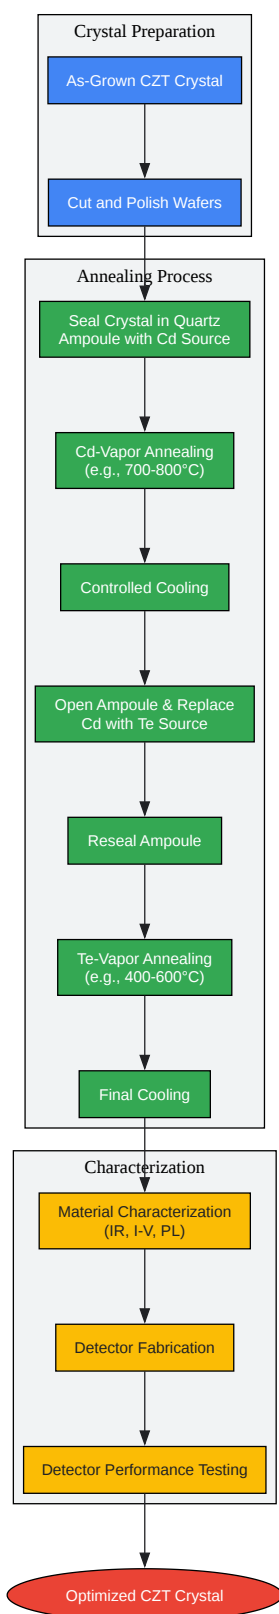 Crystal Preparation
As-Grown CZT Crystal
Cut and Polish Wafers
Annealing Process
Seal Crystal in Quartz
Ampoule with Cd Source
Cd-Vapor Annealing
(e.g., 700-800°C)
Controlled Cooling
Open Ampoule & Replace
Cd with Te Source
Reseal Ampoule
Te-Vapor Annealing
(e.g., 400-600°C)
Final Cooling
Characterization
Material Characterization
(IR, I-V, PL)
Detector Fabrication
Detector Performance Testing
Optimized CZT Crystal